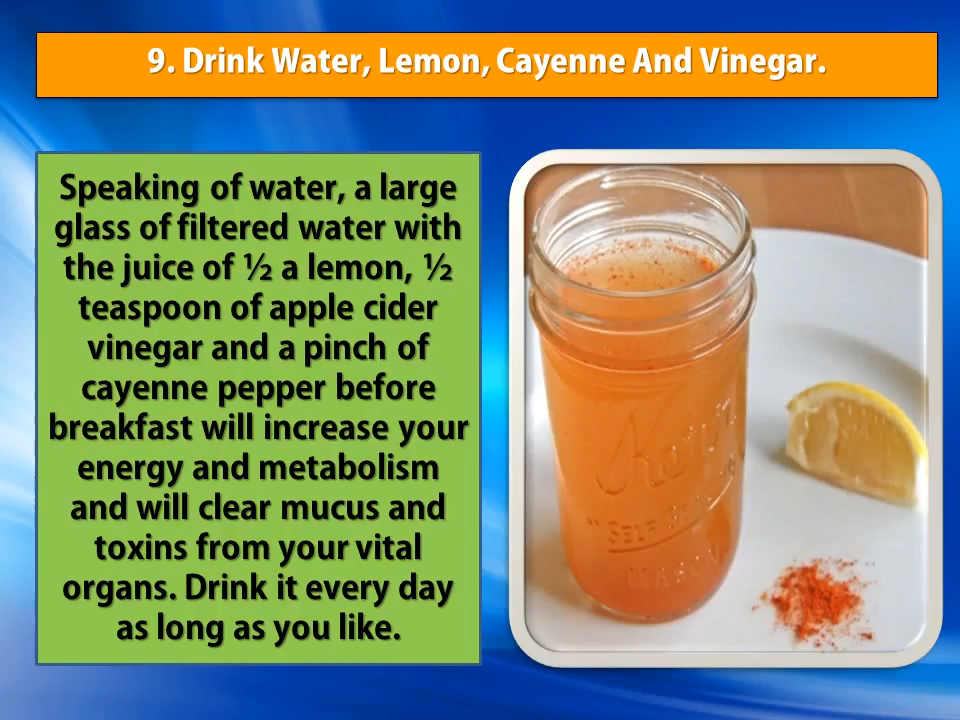 9. Drink Water, Lemon, Cayenne And Vinegar.
Speaking of water, a large
glass of filtered water with
the juice of ½ a lemon, ½
teaspoon of apple cider
vinegar and a pinch of
cayenne pepper before
breakfast will increase your
energy and metabolism
and will clear mucus and
toxins from your vital
organs. Drink it every day
as long as you like.